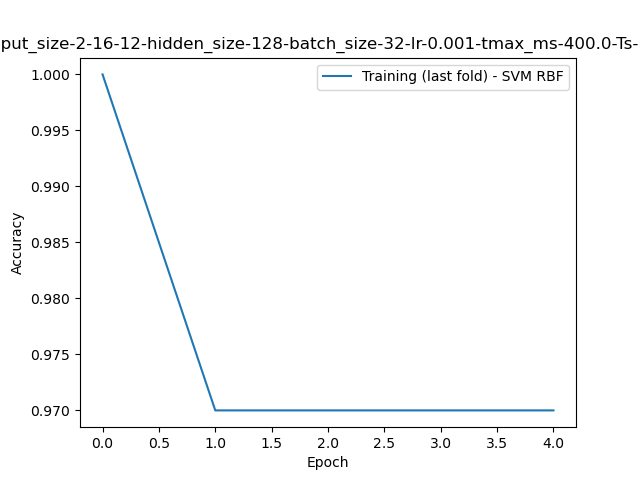 put_size-2-16-12-hidden_size-128-batch_size-32-lr-0.001-tmax_ms-400.0-Ts-
Training (last fold) - SVM RBF
1.000
0.995
0.990
0.985
0.980
0.975
0.970
Accuracy
0.0 0.5 1.0 1.5 2.0 2.5 3.0 3.5 4.0
Epoch